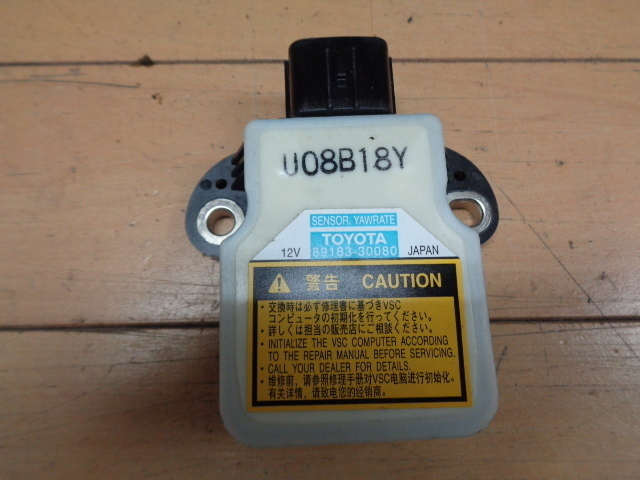 U08B18Y
SENSOR, YAWRATE
TOYOTA
12V 89183-30080 JAPAN
警告 CAUTION
・交換時は必ず修理書に基づきVSC
コンピュータの初期化を行ってください。
・詳しくは担当の販売店にご相談ください。
・INITIALIZE THE VSC COMPUTER ACCORDING
TO THE REPAIR MANUAL BEFORE SERVICING.
・CALL YOUR DEALER FOR DETAILS.
・维修前，请参照修理手册对VSC电脑进行初始化。
有关详情，请致电您的经销商。